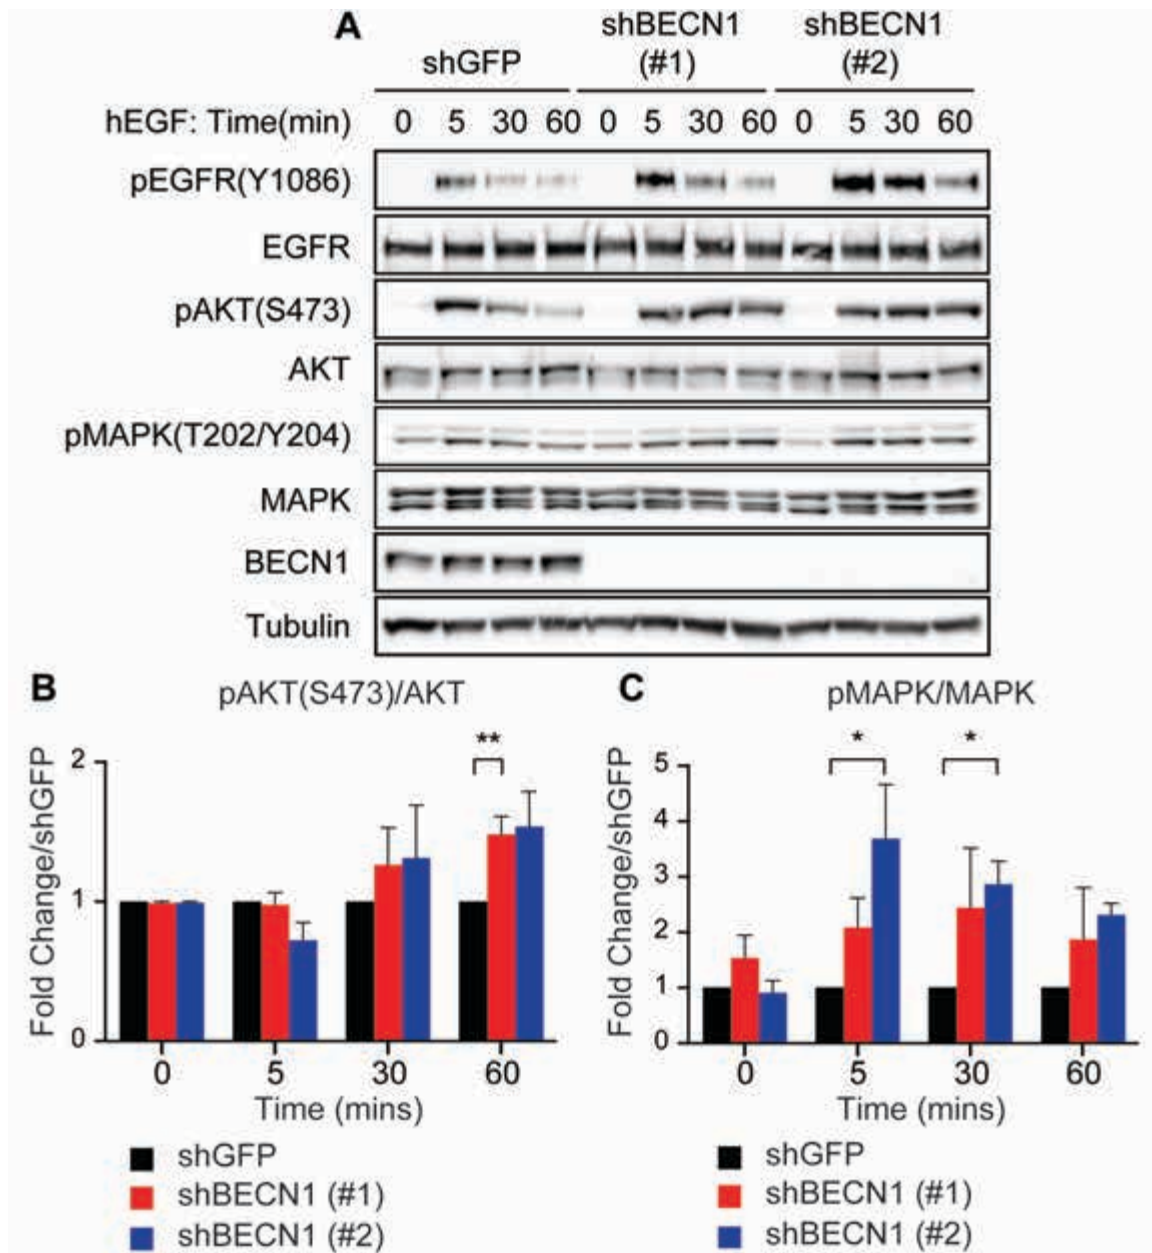 A
shGFP
shBECN1
(#1)
shBECN1
(#2)
hEGF: Time(min) 0 5 30 60 0 5 30 60 0 5 30 60
pEGFR(Y1086)
EGFR
pAKT(S473)
AKT
pMAPK(T202/Y204)
MAPK
BECN1
Tubulin
B
pAKT(S473)/AKT
Fold Change/shGFP
2
1
0
**
0 5 30 60
Time (mins)
shGFP
shBECN1 (#1)
shBECN1 (#2)
C
pMAPK/MAPK
Fold Change/shGFP
5
4
3
2
1
0
* *
0 5 30 60
Time (mins)
shGFP
shBECN1 (#1)
shBECN1 (#2)